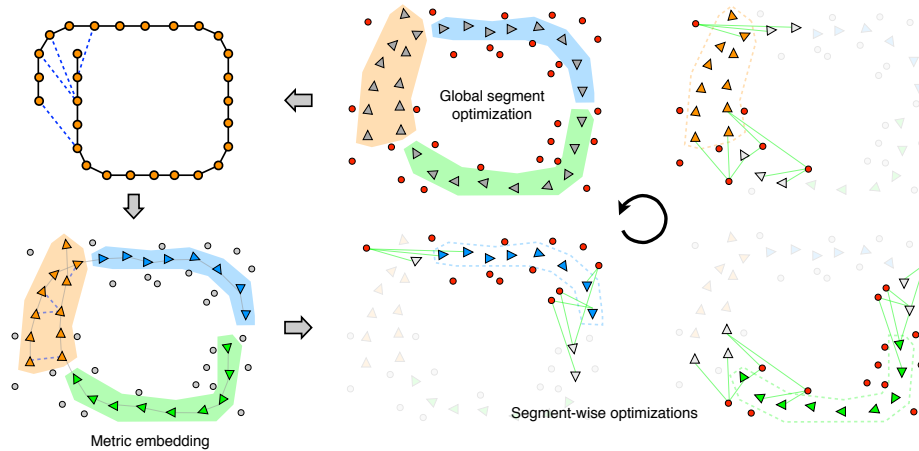 Global segment
optimization
Segment-wise optimizations
Metric embedding